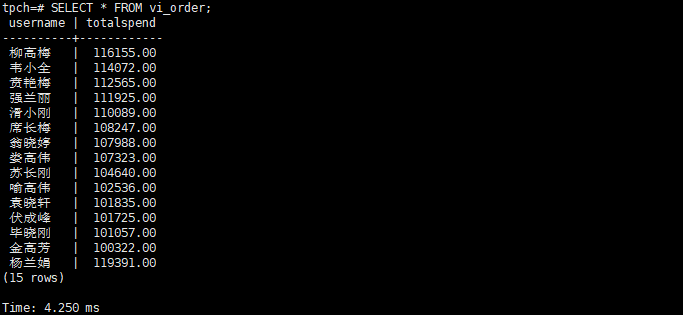 tpch=# SELECT * FROM vi_order;
 username | totalspend
----------+------------
 柳高梅   |  116155.00
 韦小全   |  114072.00
 贲艳梅   |  112565.00
 强兰丽   |  111925.00
 滑小刚   |  110089.00
 席长梅   |  108247.00
 翁晓婷   |  107988.00
 娄高伟   |  107323.00
 苏长刚   |  104640.00
 喻高伟   |  102536.00
 袁晓轩   |  101835.00
 伏成峰   |  101725.00
 毕晓刚   |  101057.00
 金高芳   |  100322.00
 杨兰娟   |  119391.00
(15 rows)
Time: 4.250 ms